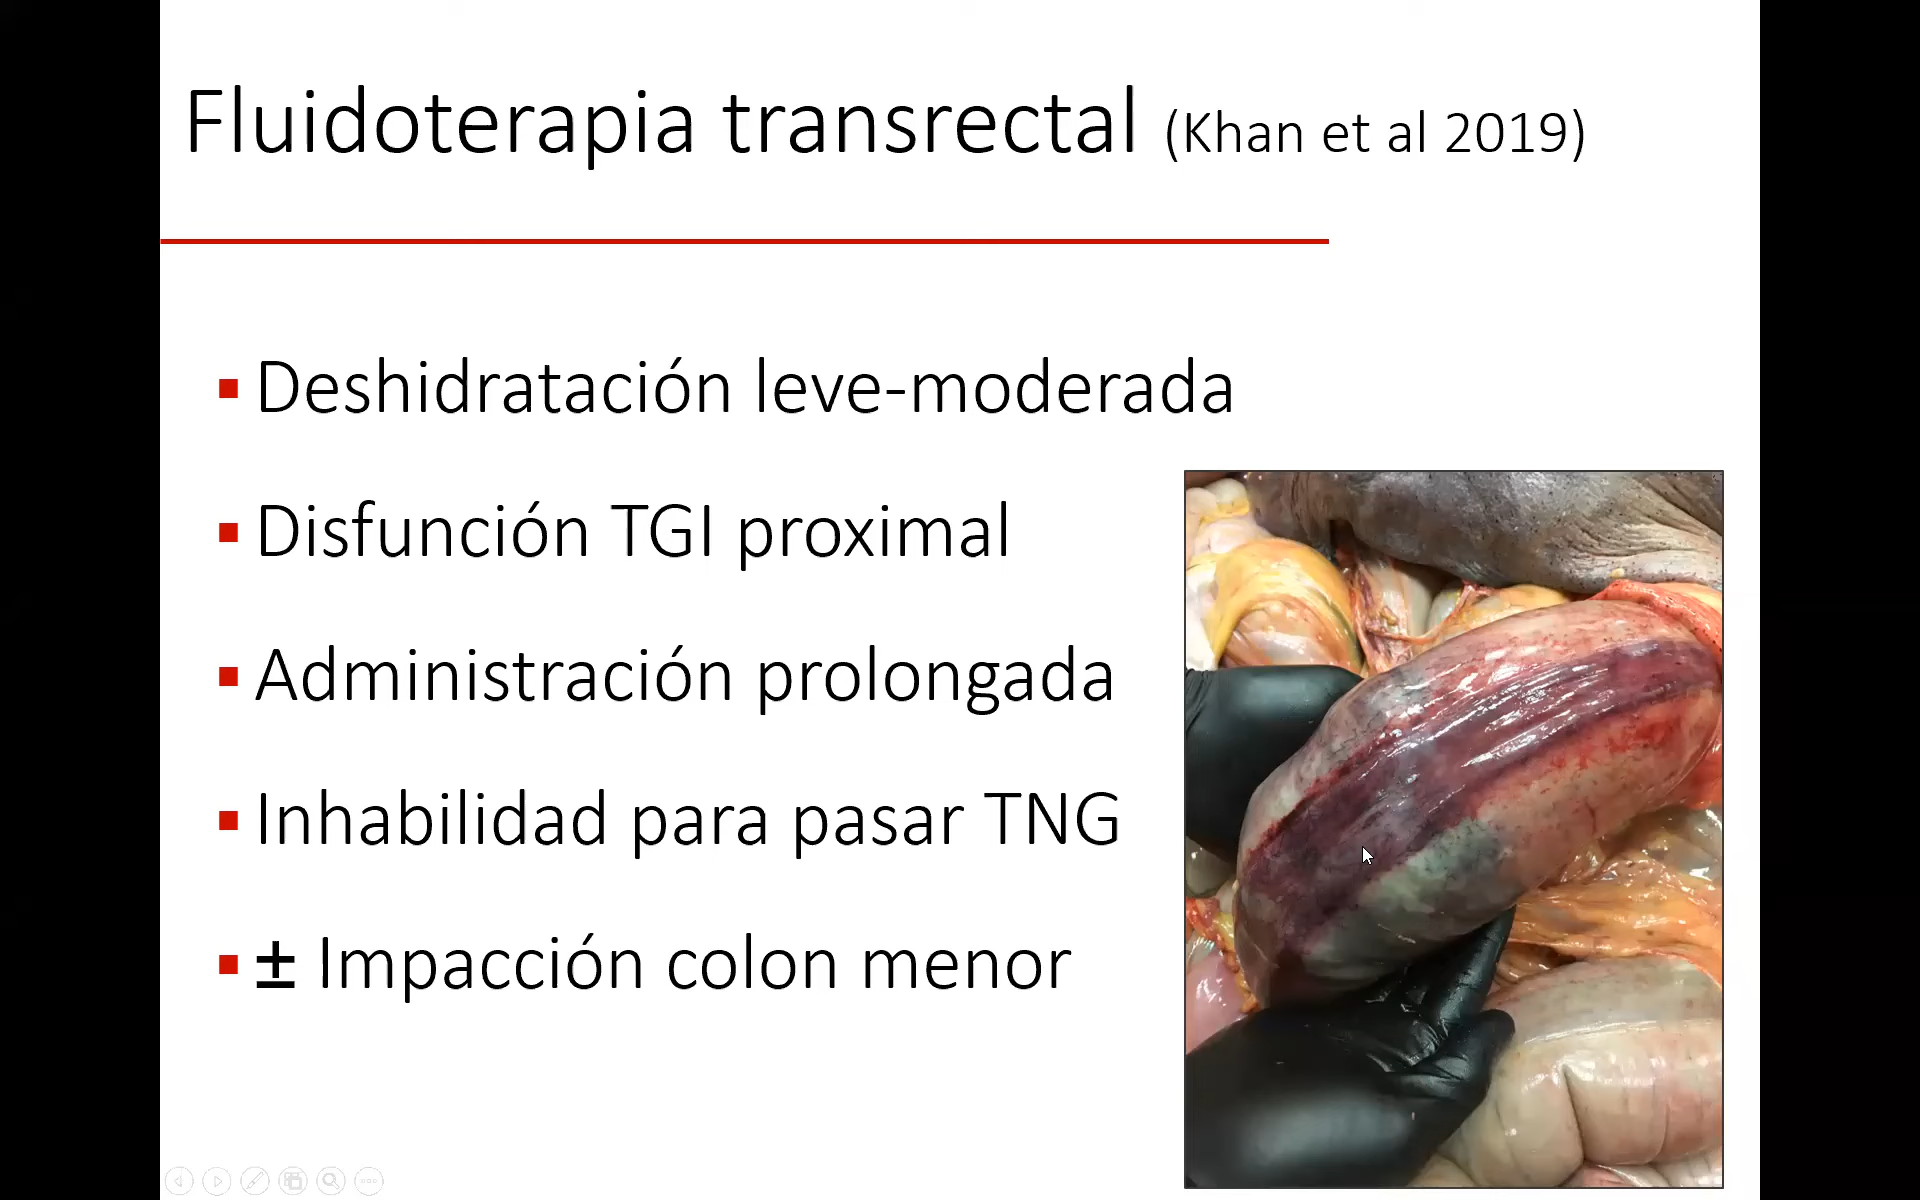 Fluidoterapia transrectal (Khan et al 2019)
Deshidratación leve-moderada
Disfunción TGI proximal
Administración prolongada
Inhabilidad para pasar TNG
± Impacción colon menor